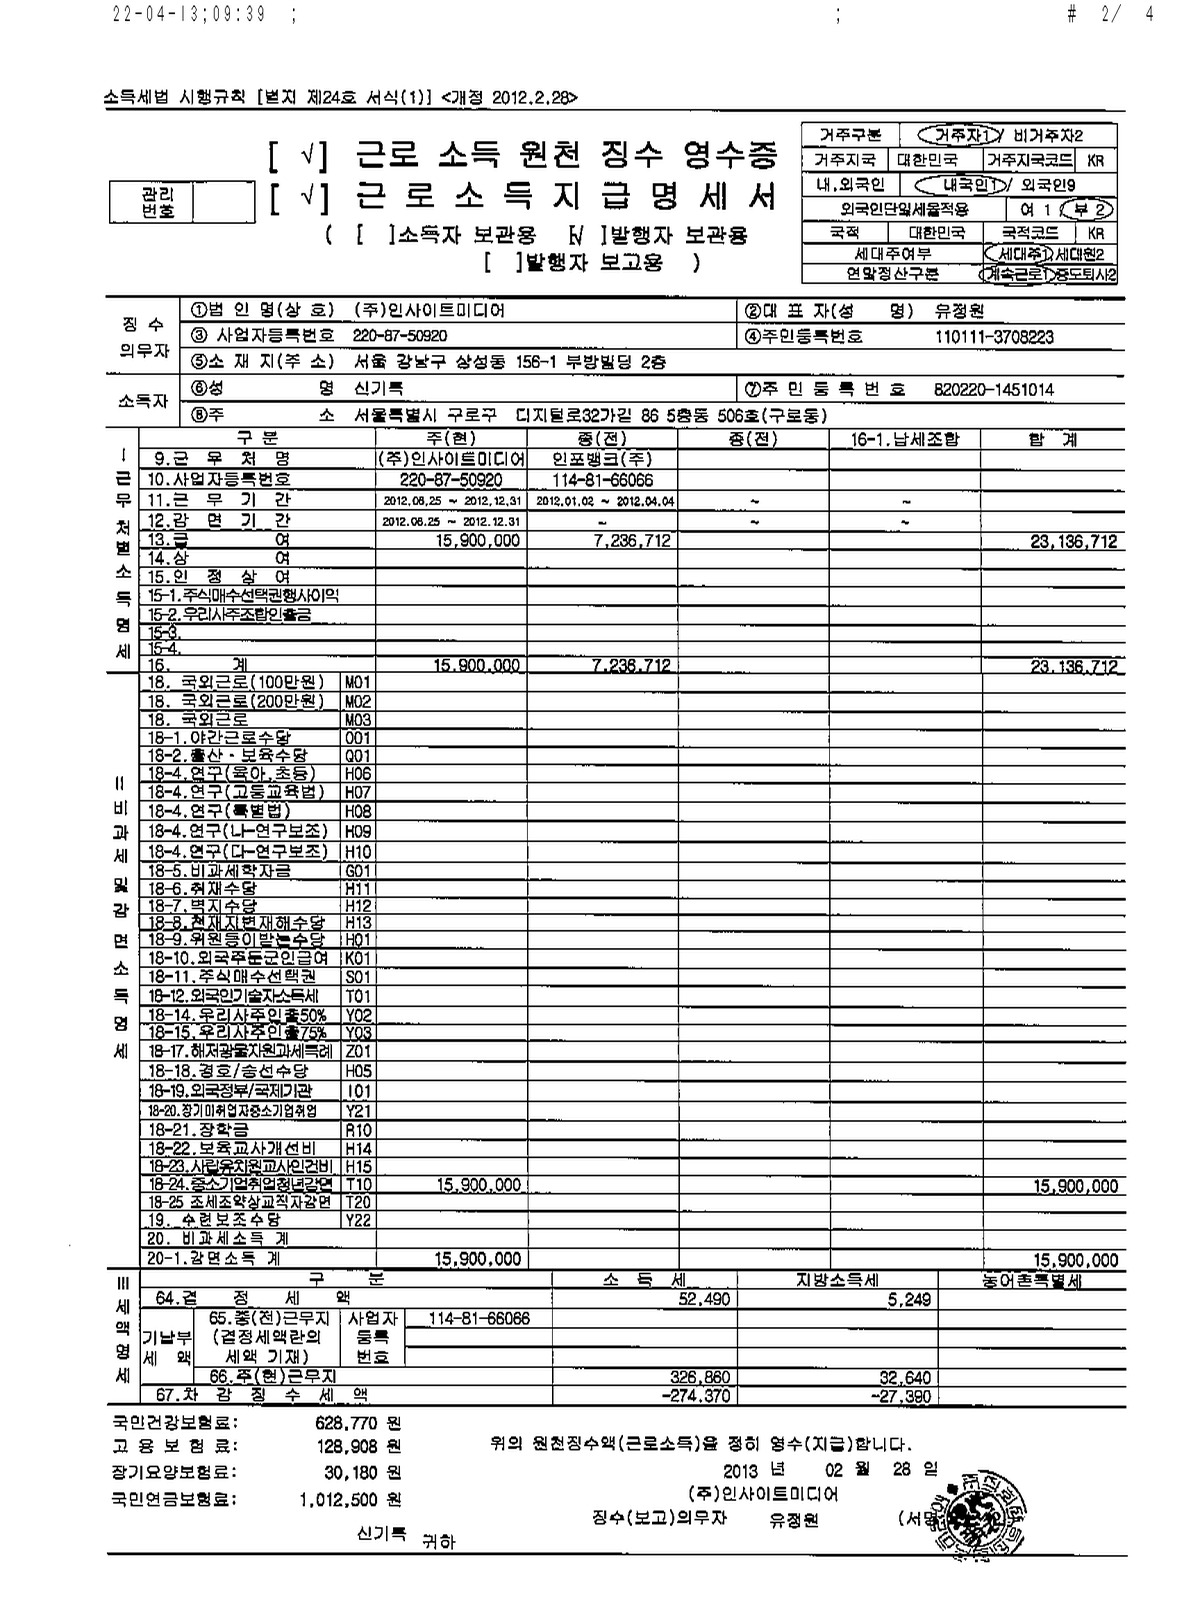 22-04-13;09:39 ; ; # 2/ 4
소득세법 시행규칙 [별지 제24호 서식(1)] <개정 2012.2.28>
[ √] 근로 소득 원천 징수 영수증
[ √] 근로소득지급명세서
( [ ]소득자 보관용 [√ ]발행자 보관용
[ ]발행자 보고용 )
관리
번호
거주구분 거주자1 / 비거주자2
거주지국 대한민국 거주지국코드 KR
내.외국인 내국인1 / 외국인9
외국인단일세율적용 여 1 / 부 2
국적 대한민국 국적코드 KR
세대주여부 세대주1, 세대원2
연말정산구분 계속근로1, 중도퇴사2
징 수
의무자
①법 인 명(상 호) (주)인사이트미디어 ②대 표 자(성 명) 유정원
③ 사업자등록번호 220-87-50920 ④주민등록번호 110111-3708223
⑤소 재 지(주 소) 서울 강남구 삼성동 156-1 부방빌딩 2층
소득자
⑥성 명 신기록 ⑦주 민 등 록 번 호 820220-1451014
⑧주 소 서울특별시 구로구 디지털로32가길 86 5층동 506호(구로동)
Ⅰ 근 무 처 별 소 득 명 세
구 분 주(현) 종(전) 종(전) 16-1.납세조합 합 계
9.근 무 처 명 (주)인사이트미디어 인포뱅크(주)
10.사업자등록번호 220-87-50920 114-81-66066
11.근 무 기 간 2012.06.25 ~ 2012.12.31 2012.01.02 ~ 2012.04.04 ~ ~
12.감 면 기 간 2012.06.25 ~ 2012.12.31 ~ ~ ~
13.급 여 15,900,000 7,236,712 23,136,712
14.상 여
15.인 정 상 여
15-1.주식매수선택권행사이익
15-2.우리사주조합인출금
15-3.
15-4.
16. 계 15,900,000 7,236,712 23,136,712
Ⅱ 비 과 세 및 감 면 소 득 명 세
18. 국외근로(100만원) M01
18. 국외근로(200만원) M02
18. 국외근로 M03
18-1.야간근로수당 O01
18-2.출산ㆍ보육수당 Q01
18-4.연구(육아,초등) H06
18-4.연구(고등교육법) H07
18-4.연구(특별법) H08
18-4.연구(나-연구보조) H09
18-4.연구(다-연구보조) H10
18-5.비과세학자금 G01
18-6.취재수당 H11
18-7.벽지수당 H12
18-8.천재지변재해수당 H13
18-9.위원등이받는수당 H01
18-10.외국주둔군인급여 K01
18-11.주식매수선택권 S01
18-12.외국인기술자소득세 T01
18-14.우리사주인출50% Y02
18-15.우리사주인출75% Y03
18-17.해저광물자원과세특례 Z01
18-18.경호/승선수당 H05
18-19.외국정부/국제기관 I01
18-20.장기미취업자중소기업취업 Y21
18-21.장학금 R10
18-22.보육교사개선비 H14
18-23.사립유치원교사인건비 H15
18-24.중소기업취업청년감면 T10 15,900,000 15,900,000
18-25 조세조약상교직자감면 T20
19. 수련보조수당 Y22
20. 비과세소득 계
20-1.감면소득 계 15,900,000 15,900,000
Ⅲ 세 액 명 세
구 분 소 득 세 지방소득세 농어촌특별세
64.결 정 세 액 52,490 5,249
기납부
세 액
65.종(전)근무지
(결정세액란의
세액 기재)
사업자
등록
번호
114-81-66066
66.주(현)근무지 326,860 32,640
67.차 감 징 수 세 액 -274,370 -27,390
국민건강보험료: 628,770 원
고 용 보 험 료: 128,908 원
장기요양보험료: 30,180 원
국민연금보험료: 1,012,500 원
위의 원천징수액(근로소득)을 정히 영수(지급)합니다.
2013 년 02 월 28 일
(주)인사이트미디어
징수(보고)의무자 유정원 (서명
신기록 귀하